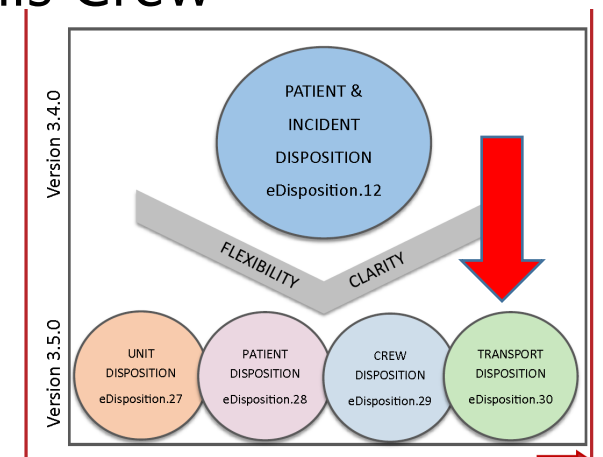 Crew
Version 3.4.0
PATIENT &
INCIDENT
DISPOSITION
eDisposition.12
FLEXIBILITY
CLARITY
Version 3.5.0
UNIT
DISPOSITION
eDisposition.27
PATIENT
DISPOSITION
eDisposition.28
CREW
DISPOSITION
eDisposition.29
TRANSPORT
DISPOSITION
eDisposition.30